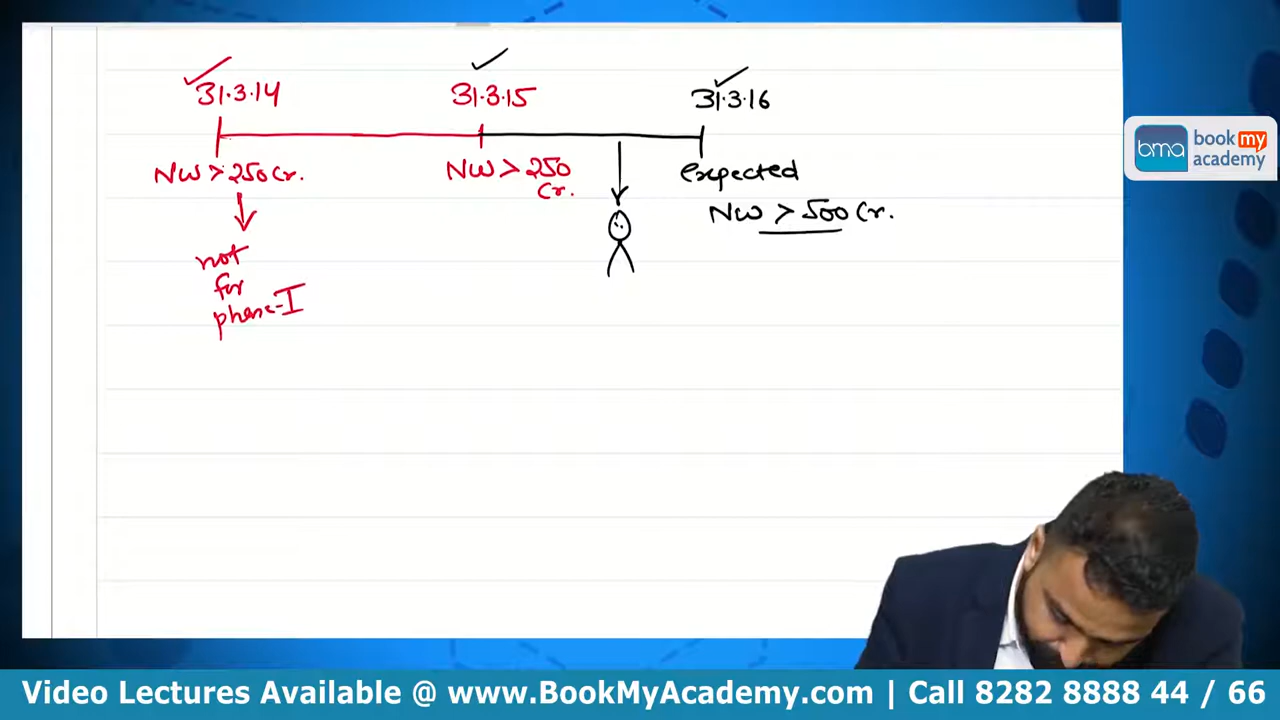 31.3.14
31.3.15
31.3.16
NW > 250 Cr.
NW > 250
Cr.
expected
NW > 500 Cr.
not
for
phase-I
bma
book my
academy
Video Lectures Available @ www.BookMyAcademy.com | Call 8282 8888 44 / 66